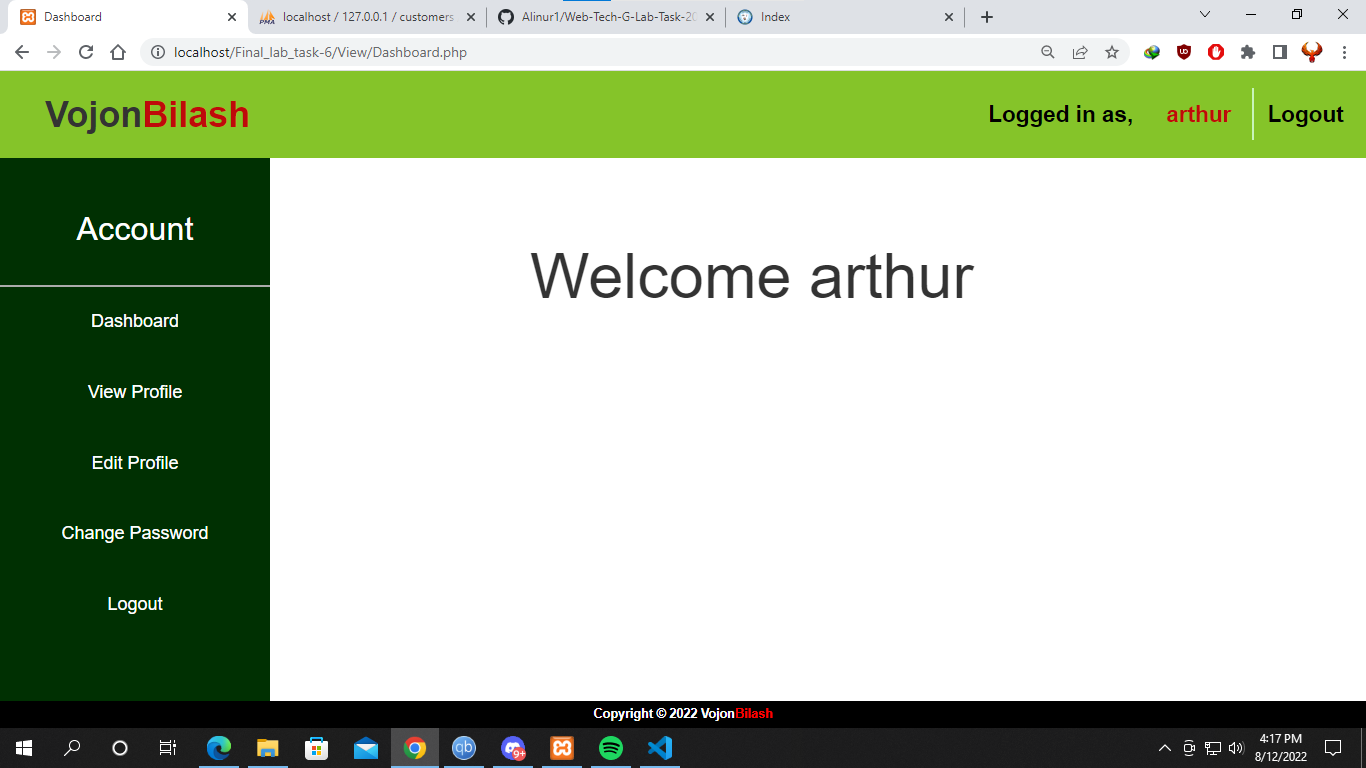 Dashboard
localhost / 127.0.0.1 / customers
Alinur1/Web-Tech-G-Lab-Task-20
Index
localhost/Final_lab_task-6/View/Dashboard.php
VojonBilash
Logged in as, arthur Logout
Account
Welcome arthur
Dashboard
View Profile
Edit Profile
Change Password
Logout
Copyright © 2022 VojonBilash
qb
9+
4:17 PM
8/12/2022